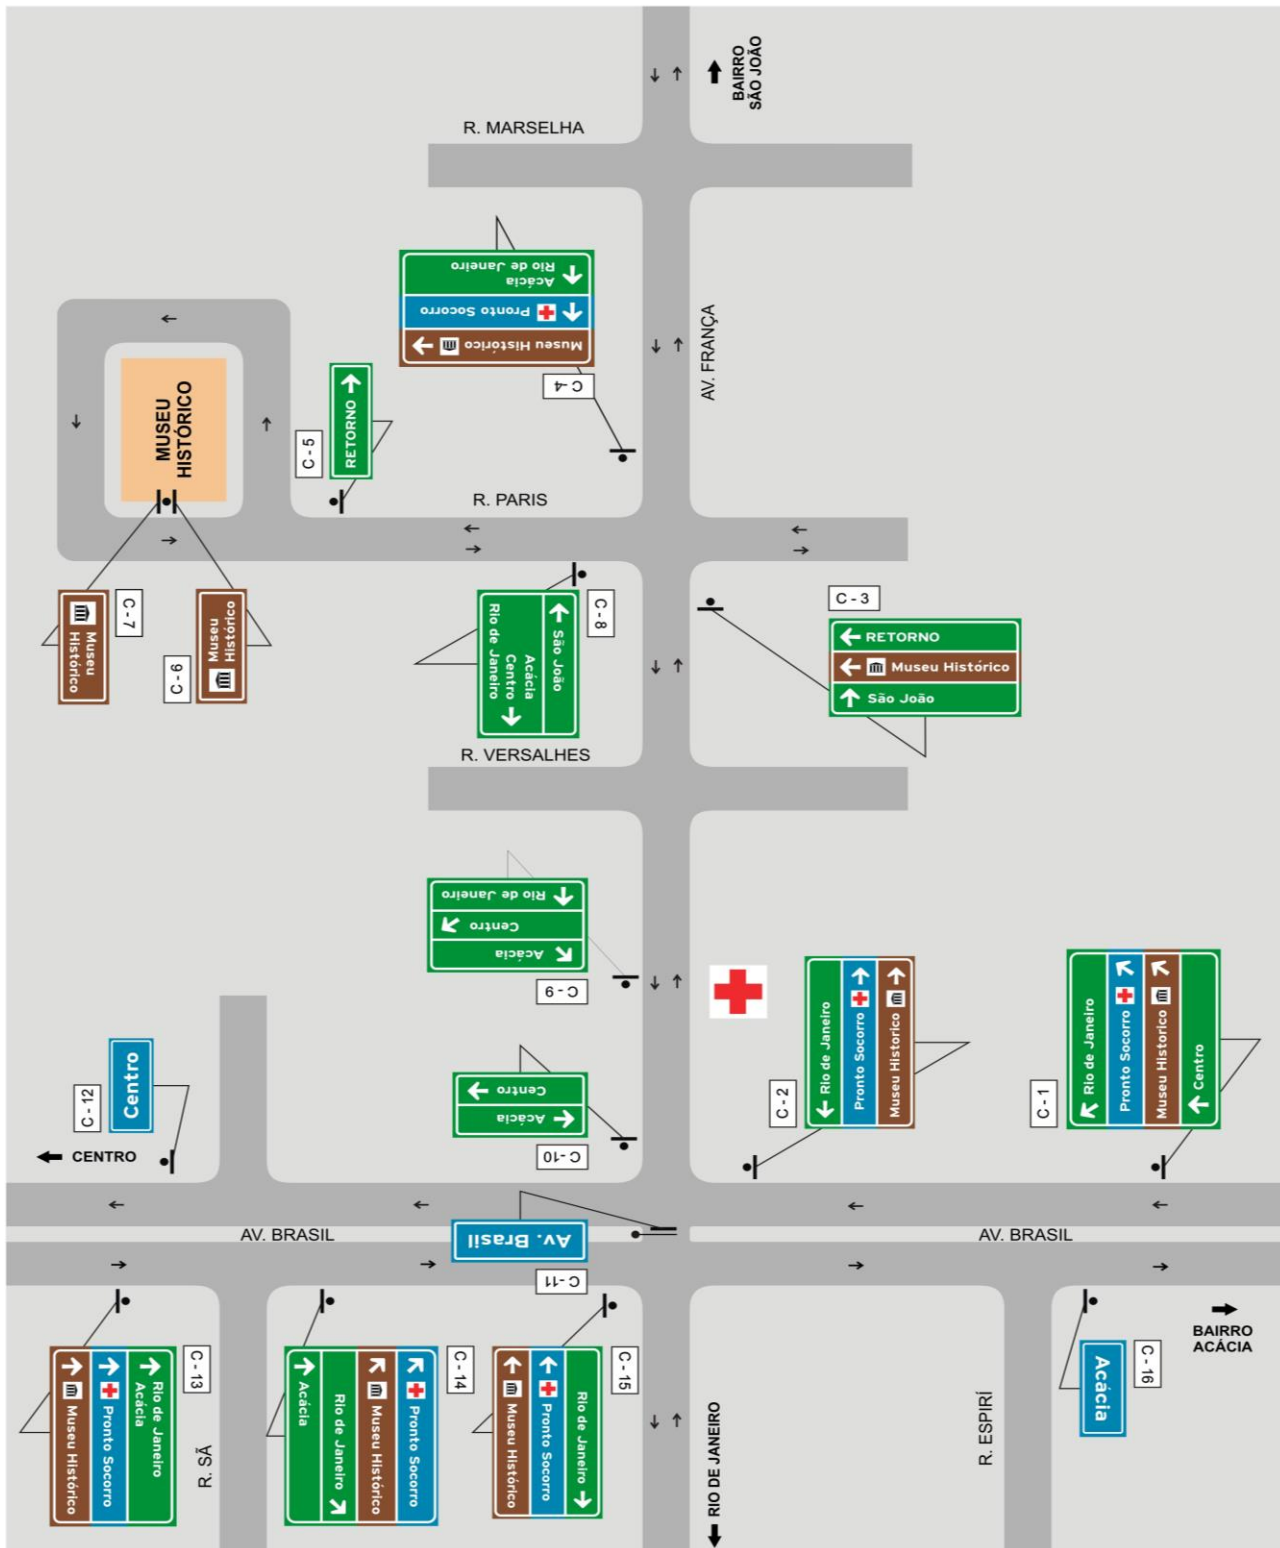 BAIRRO
SÃO JOÃO
R. MARSELHA
Acácia
Rio de Janeiro
Pronto Socorro
Museu Histórico
C - 4
AV. FRANÇA
MUSEU
HISTÓRICO
RETORNO
C - 5
R. PARIS
Museu
Histórico
C - 7
Museu
Histórico
C - 6
São João
Acácia
Centro
Rio de Janeiro
C - 8
C - 3
RETORNO
Museu Histórico
São João
R. VERSALHES
Rio de Janeiro
Centro
Acácia
C - 9
Rio de Janeiro
Pronto Socorro
Museu Historico
C - 2
Rio de Janeiro
Pronto Socorro
Museu Historico
Centro
C - 1
Centro
C - 12
CENTRO
Centro
Acácia
C - 10
AV. BRASIL
Av. Brasil
C - 11
AV. BRASIL
Rio de Janeiro
Acácia
Pronto Socorro
Museu Histórico
C - 13
R. SÃ
Pronto Socorro
Museu Histórico
Rio de Janeiro
Acácia
C - 14
Rio de Janeiro
Pronto Socorro
Museu Histórico
C - 15
RIO DE JANEIRO
R. ESPIRÍ
Acácia
C - 16
BAIRRO
ACÁCIA